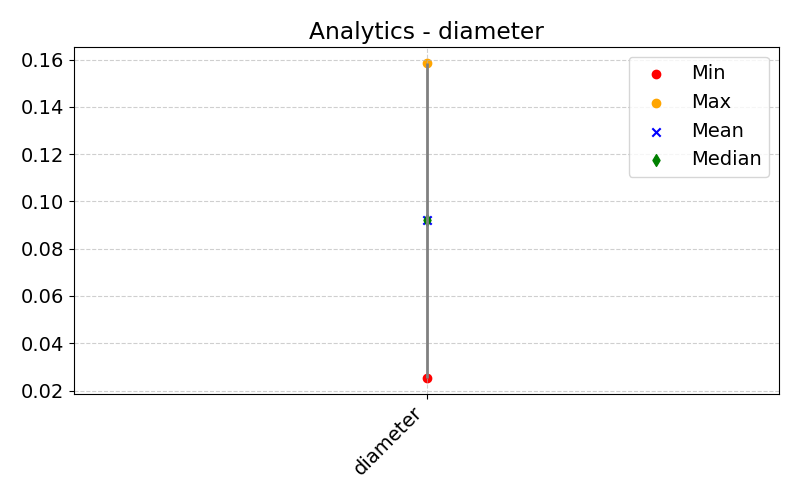 Analytics - diameter
0.16
0.14
0.12
0.10
0.08
0.06
0.04
0.02
Min
Max
Mean
Median
diameter